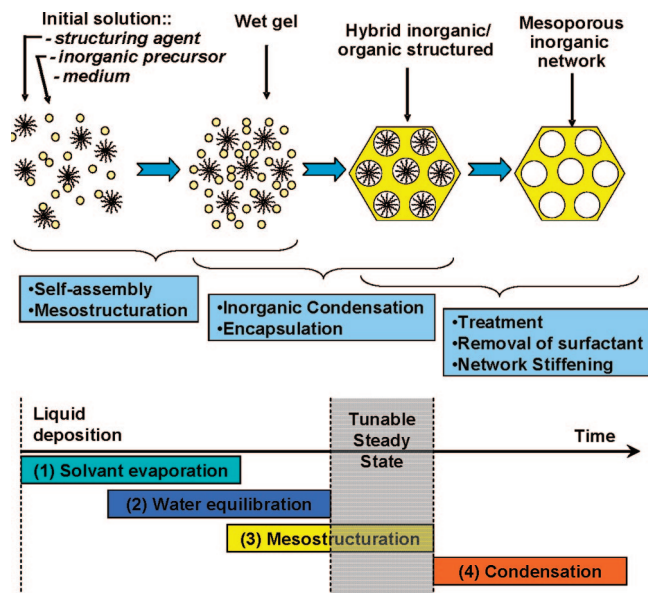 Initial solution::
- structuring agent
- inorganic precursor
- medium
Wet gel
Hybrid inorganic/
organic structured
Mesoporous
inorganic
network
•Self-assembly
•Mesostructuration
•Inorganic Condensation
•Encapsulation
•Treatment
•Removal of surfactant
•Network Stiffening
Liquid
deposition
Tunable
Steady
State
Time
(1) Solvant evaporation
(2) Water equilibration
(3) Mesostructuration
(4) Condensation